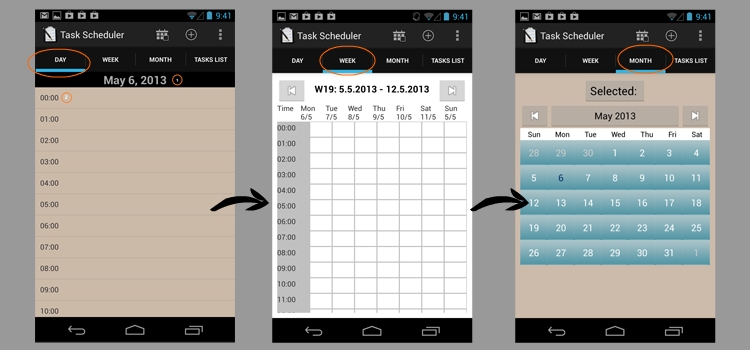 9:41
Task Scheduler
DAY WEEK MONTH TASKS LIST
May 6, 2013 1
00:00
01:00
02:00
03:00
04:00
05:00
06:00
07:00
08:00
09:00
10:00
9:41
Task Scheduler
DAY WEEK MONTH TASKS LIST
W19: 5.5.2013 - 12.5.2013
Time Mon Tue Wed Thu Fri Sat Sun
6/5 7/5 8/5 9/5 10/5 11/5 5/5
00:00
01:00
02:00
03:00
04:00
05:00
06:00
07:00
08:00
09:00
10:00
11:00
9:41
Task Scheduler
DAY WEEK MONTH TASKS LIST
Selected:
May 2013
Sun Mon Tue Wed Thu Fri Sat
28 29 30 1 2 3 4
5 6 7 8 9 10 11
12 13 14 15 16 17 18
19 20 21 22 23 24 25
26 27 28 29 30 31 1